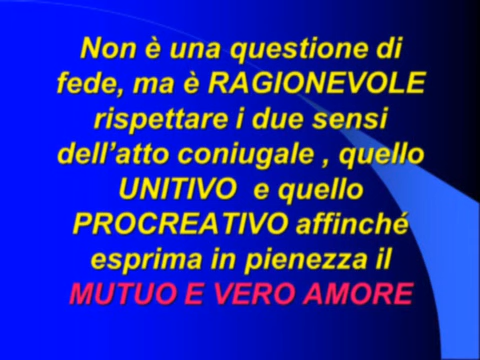 Non è una questione di
fede, ma è RAGIONEVOLE
rispettare i due sensi
dell’atto coniugale , quello
UNITIVO e quello
PROCREATIVO affinché
esprima in pienezza il
MUTUO E VERO AMORE